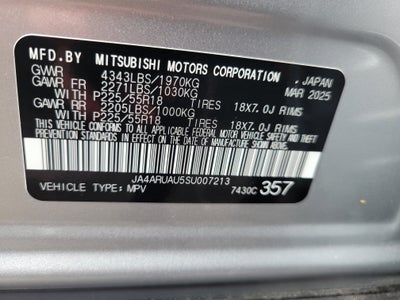 MFD.BY MITSUBISHI MOTORS CORPORATION , JAPAN
GVWR 4343LBS/1970KG MAR 2025
GAWR FR 2271LBS/1030KG
WITH P225/55R18 TIRES 18X7.0J RIMS
GAWR RR 2205LBS/1000KG
WITH P225/55R18 TIRES 18X7.0J RIMS
THIS VEHICLE CONFORMS TO ALL APPLICABLE
FEDERAL MOTOR VEHICLE SAFETY AND THEFT
PREVENTION STANDARDS IN EFFECT ON THE
DATE OF MANUFACTURE SHOWN ABOVE.
JA4ARUAU5SU007213
VEHICLE TYPE:MPV 7430C 357